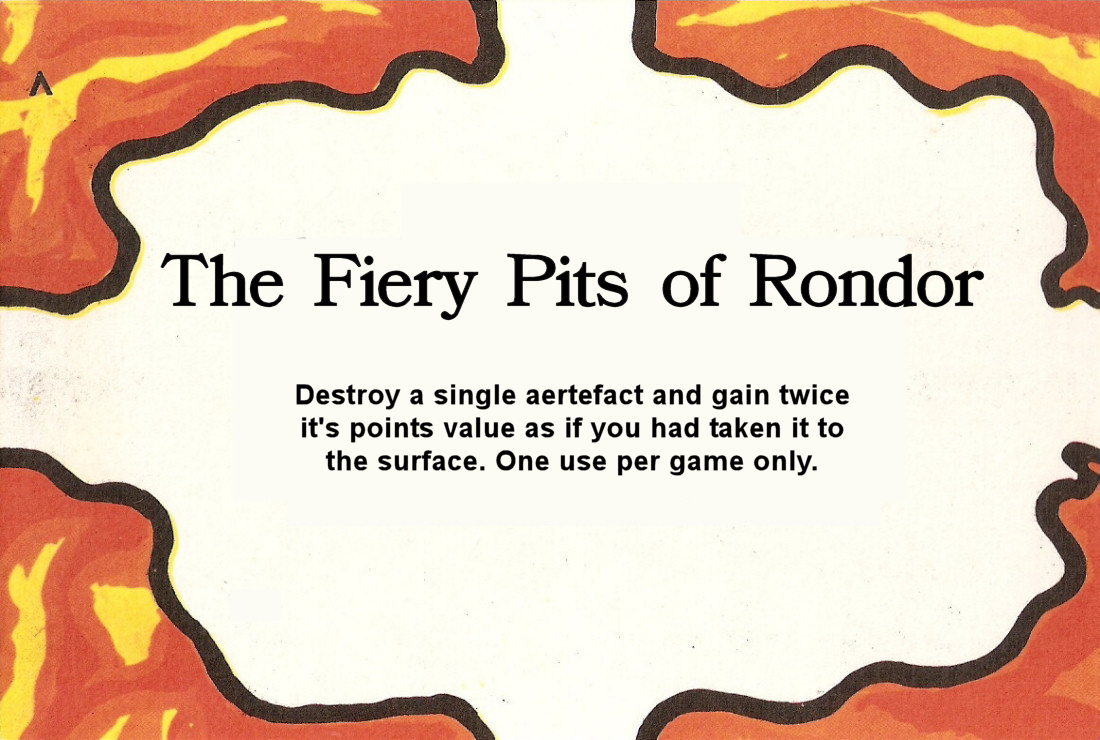 The Fiery Pits of Rondor
Destroy a single aertefact and gain twice
it's points value as if you had taken it to
the surface. One use per game only.